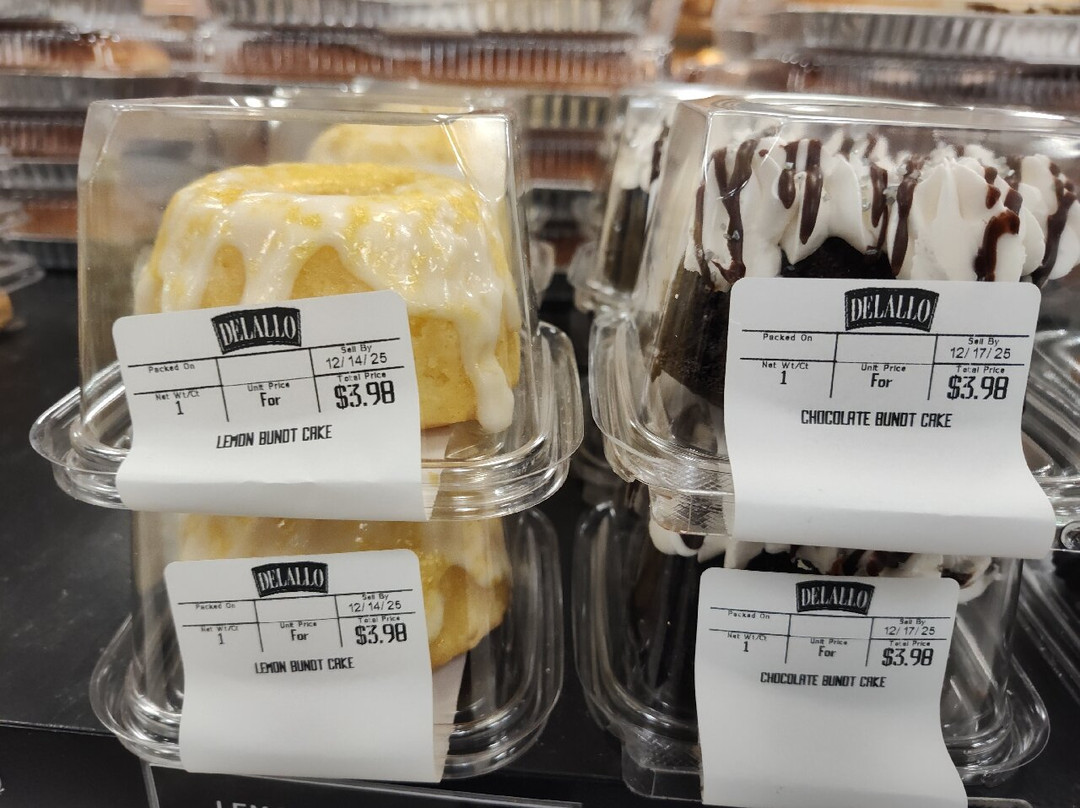 DELALLO
Packed On
Sell By
12/14/25
Net Wt/Ct
1
Unit Price
For
Total Price
$3.98
LEMON BUNDT CAKE
DELALLO
Packed On
Sell By
12/17/25
Net Wt/Ct
1
Unit Price
For
Total Price
$3.98
CHOCOLATE BUNDT CAKE
DELALLO
Packed On
Sell By
12/14/25
Net Wt/Ct
1
Unit Price
For
Total Price
$3.98
LEMON BUNDT CAKE
DELALLO
Packed On
Sell By
12/17/25
Net Wt/Ct
1
Unit Price
For
Total Price
$3.98
CHOCOLATE BUNDT CAKE